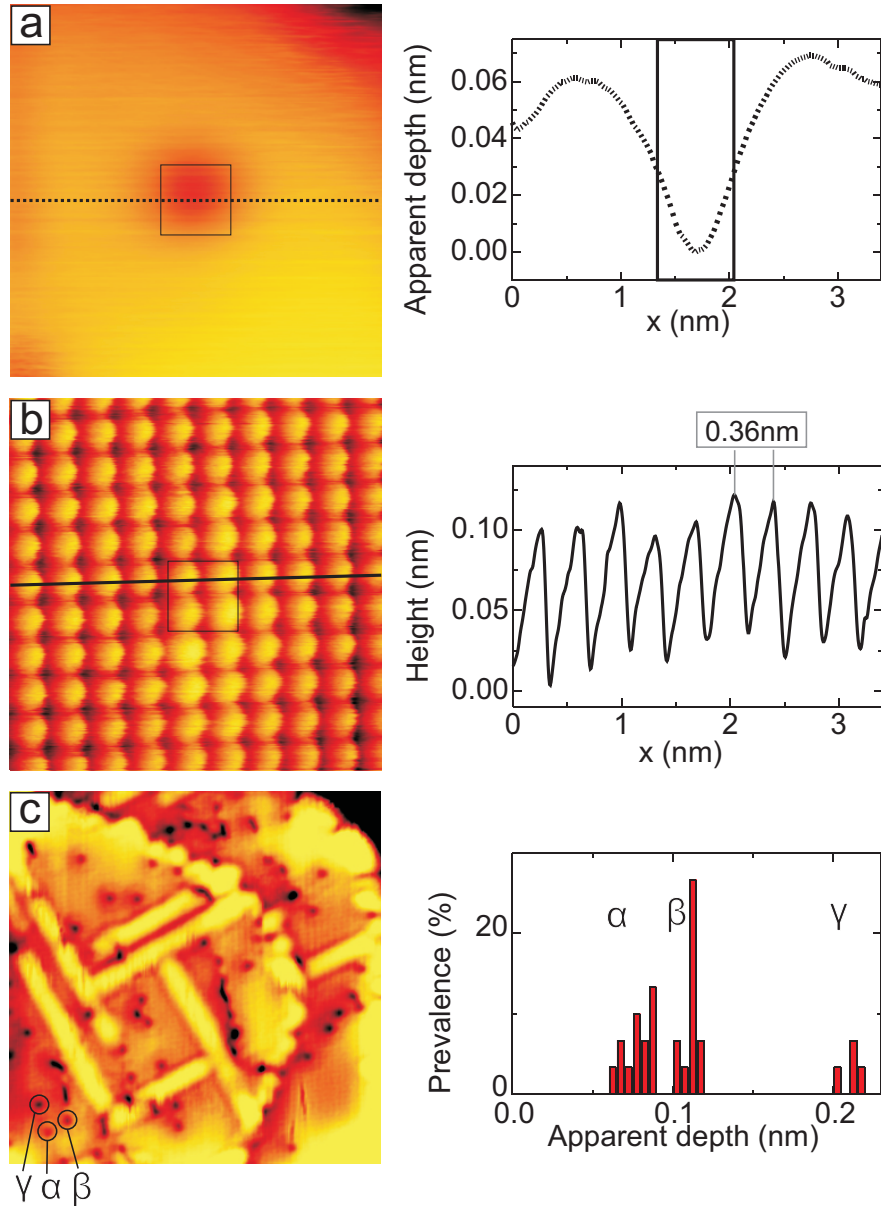 a
Apparent depth (nm)
0.06
0.04
0.02
0.00
0 1 2 3
x (nm)
b
0.36nm
Height (nm)
0.10
0.05
0.00
0 1 2 3
x (nm)
c
γ α β
Prevalence (%)
20
0
α β γ
0.0 0.1 0.2
Apparent depth (nm)